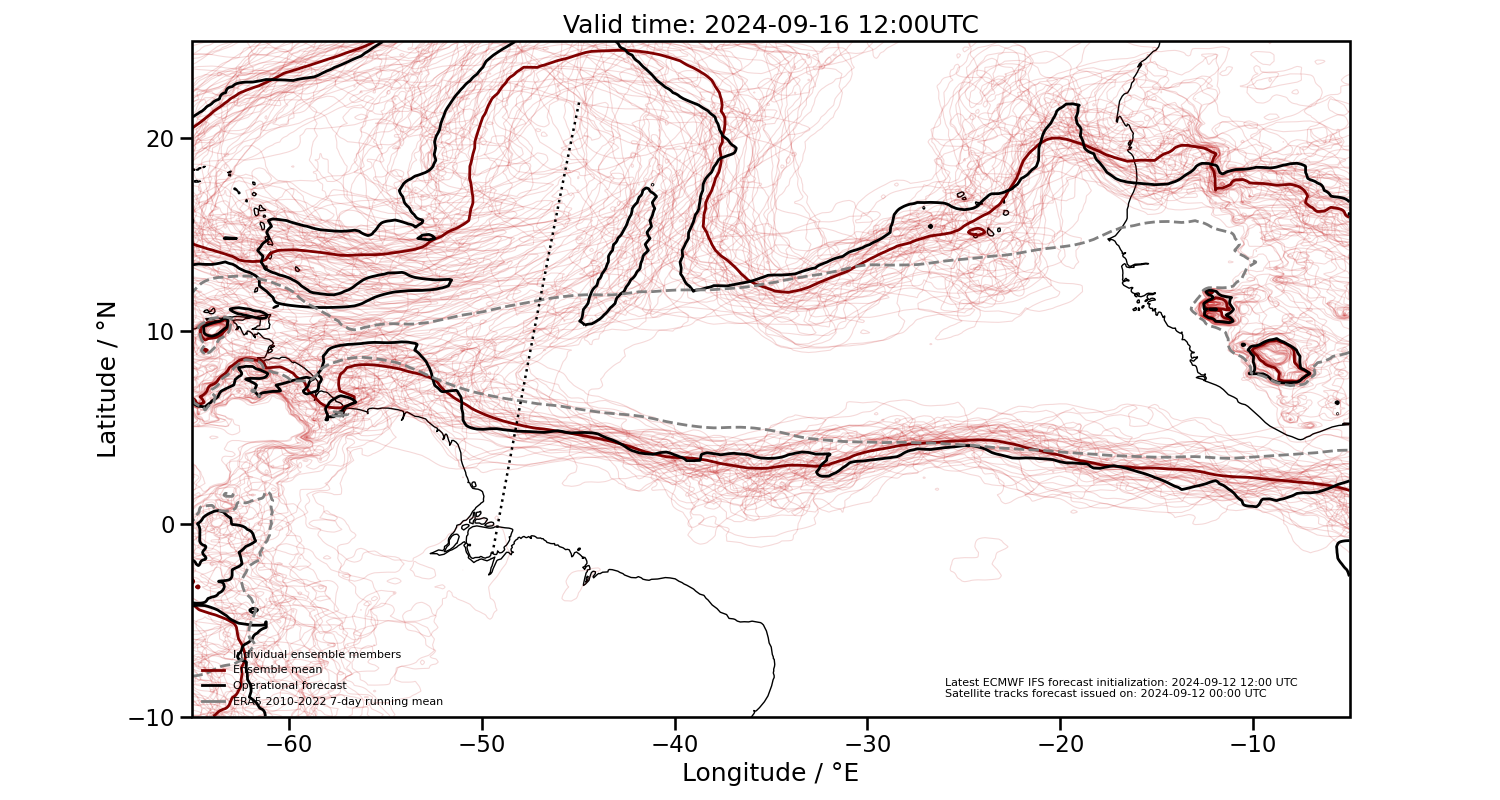 Valid time: 2024-09-16 12:00UTC
20
10
0
−10
Latitude / °N
Individual ensemble members
Ensemble mean
Operational forecast
ERA5 2010-2022 7-day running mean
Latest ECMWF IFS forecast initialization: 2024-09-12 12:00 UTC
Satellite tracks forecast issued on: 2024-09-12 00:00 UTC
−60 −50 −40 −30 −20 −10
Longitude / °E